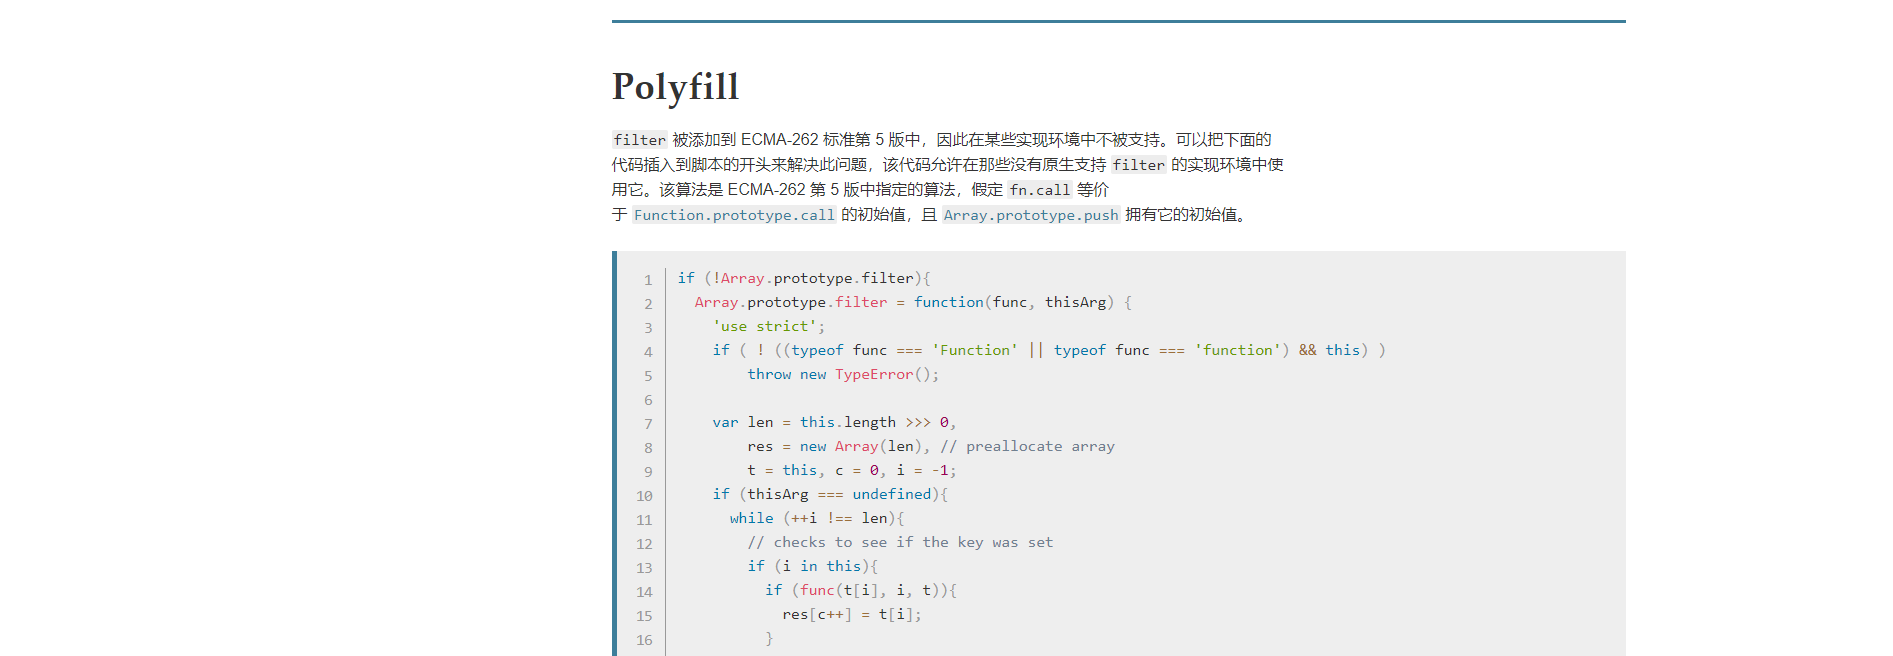 Polyfill
filter 被添加到 ECMA-262 标准第 5 版中，因此在某些实现环境中不被支持。可以把下面的
代码插入到脚本的开头来解决此问题，该代码允许在那些没有原生支持 filter 的实现环境中使
用它。该算法是 ECMA-262 第 5 版中指定的算法，假定 fn.call 等价
于 Function.prototype.call 的初始值，且 Array.prototype.push 拥有它的初始值。
1 if (!Array.prototype.filter){
2   Array.prototype.filter = function(func, thisArg) {
3     'use strict';
4     if ( ! ((typeof func === 'Function' || typeof func === 'function') && this) )
5         throw new TypeError();
6
7     var len = this.length >>> 0,
8         res = new Array(len), // preallocate array
9         t = this, c = 0, i = -1;
10     if (thisArg === undefined){
11       while (++i !== len){
12         // checks to see if the key was set
13         if (i in this){
14           if (func(t[i], i, t)){
15             res[c++] = t[i];
16           }